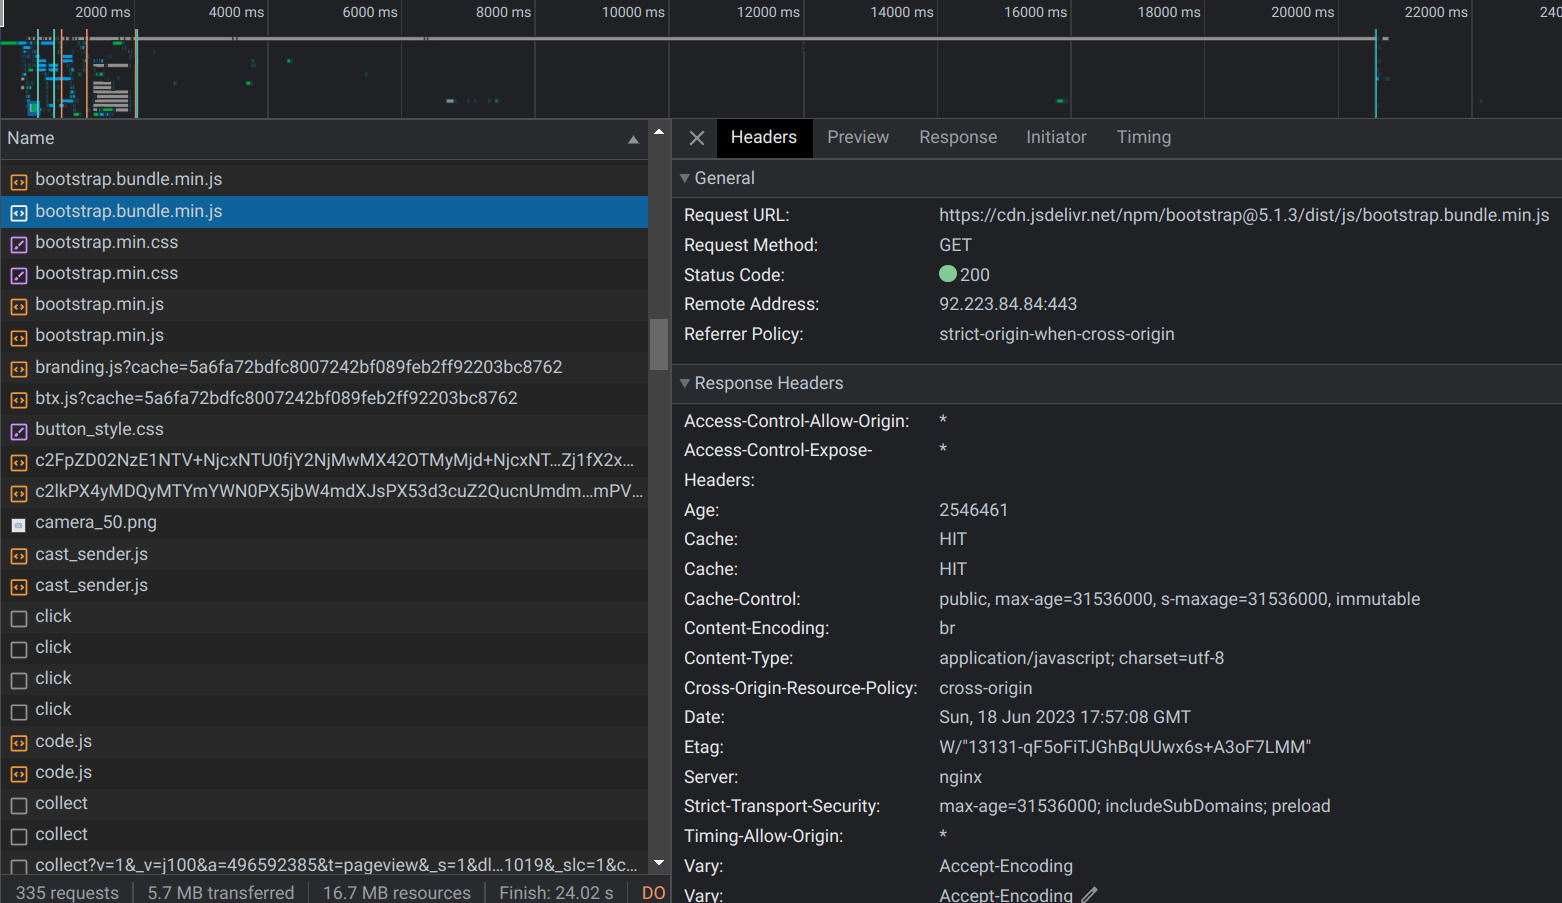 2000 ms 4000 ms 6000 ms 8000 ms 10000 ms 12000 ms 14000 ms 16000 ms 18000 ms 20000 ms 22000 ms 240
Name
bootstrap.bundle.min.js
bootstrap.bundle.min.js
bootstrap.min.css
bootstrap.min.css
bootstrap.min.js
bootstrap.min.js
branding.js?cache=5a6fa72bdfc8007242bf089feb2ff92203bc8762
btx.js?cache=5a6fa72bdfc8007242bf089feb2ff92203bc8762
button_style.css
c2FpZD02NzE1NTV+NjcxNTU0fjY2NjMwMX42OTMyMjd+NjcxNT...Zj1fX2x...
c2lkPX4yMDQyMTYmYWN0PX5jbW4mdXJsPX53d3cuZ2QucnUmdm...mPV...
camera_50.png
cast_sender.js
cast_sender.js
click
click
click
click
code.js
code.js
collect
collect
collect?v=1&_v=j100&a=496592385&t=pageview&_s=1&dl...1019&_slc=1&c...
335 requests 5.7 MB transferred 16.7 MB resources Finish: 24.02 s DO
Headers Preview Response Initiator Timing
General
Request URL: https://cdn.jsdelivr.net/npm/bootstrap@5.1.3/dist/js/bootstrap.bundle.min.js
Request Method: GET
Status Code: 200
Remote Address: 92.223.84.84:443
Referrer Policy: strict-origin-when-cross-origin
Response Headers
Access-Control-Allow-Origin: *
Access-Control-Expose- *
Headers:
Age: 2546461
Cache: HIT
Cache: HIT
Cache-Control: public, max-age=31536000, s-maxage=31536000, immutable
Content-Encoding: br
Content-Type: application/javascript; charset=utf-8
Cross-Origin-Resource-Policy: cross-origin
Date: Sun, 18 Jun 2023 17:57:08 GMT
Etag: W/"13131-qF5oFiTJGhBqUUwx6s+A3oF7LMM"
Server: nginx
Strict-Transport-Security: max-age=31536000; includeSubDomains; preload
Timing-Allow-Origin: *
Vary: Accept-Encoding
Vary: Accept-Encoding